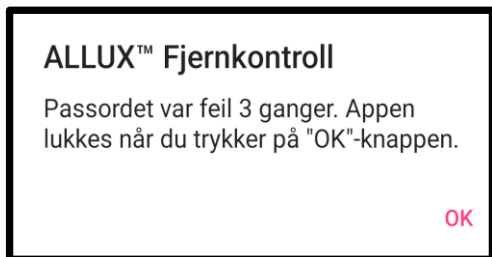 ALLUX™ Fjernkontroll
Passordet var feil 3 ganger. Appen
lukkes når du trykker på "OK"-knappen.
OK